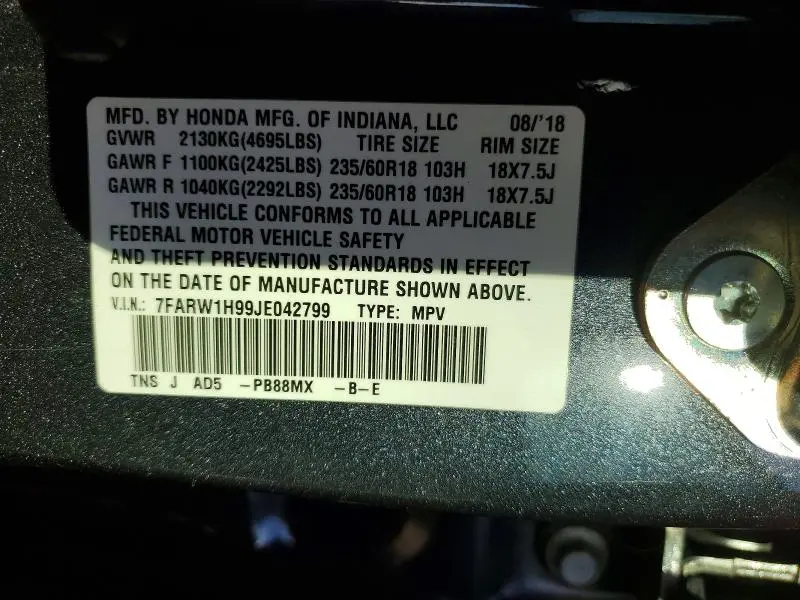 MFD. BY HONDA MFG. OF INDIANA, LLC 08/'18
GVWR 2130KG(4695LBS) TIRE SIZE RIM SIZE
GAWR F 1100KG(2425LBS) 235/60R18 103H 18X7.5J
GAWR R 1040KG(2292LBS) 235/60R18 103H 18X7.5J
THIS VEHICLE CONFORMS TO ALL APPLICABLE
FEDERAL MOTOR VEHICLE SAFETY
AND THEFT PREVENTION STANDARDS IN EFFECT
ON THE DATE OF MANUFACTURE SHOWN ABOVE.
V.I.N.: 7FARW1H99JE042799 TYPE: MPV
TNS J AD5 -PB88MX -B-E